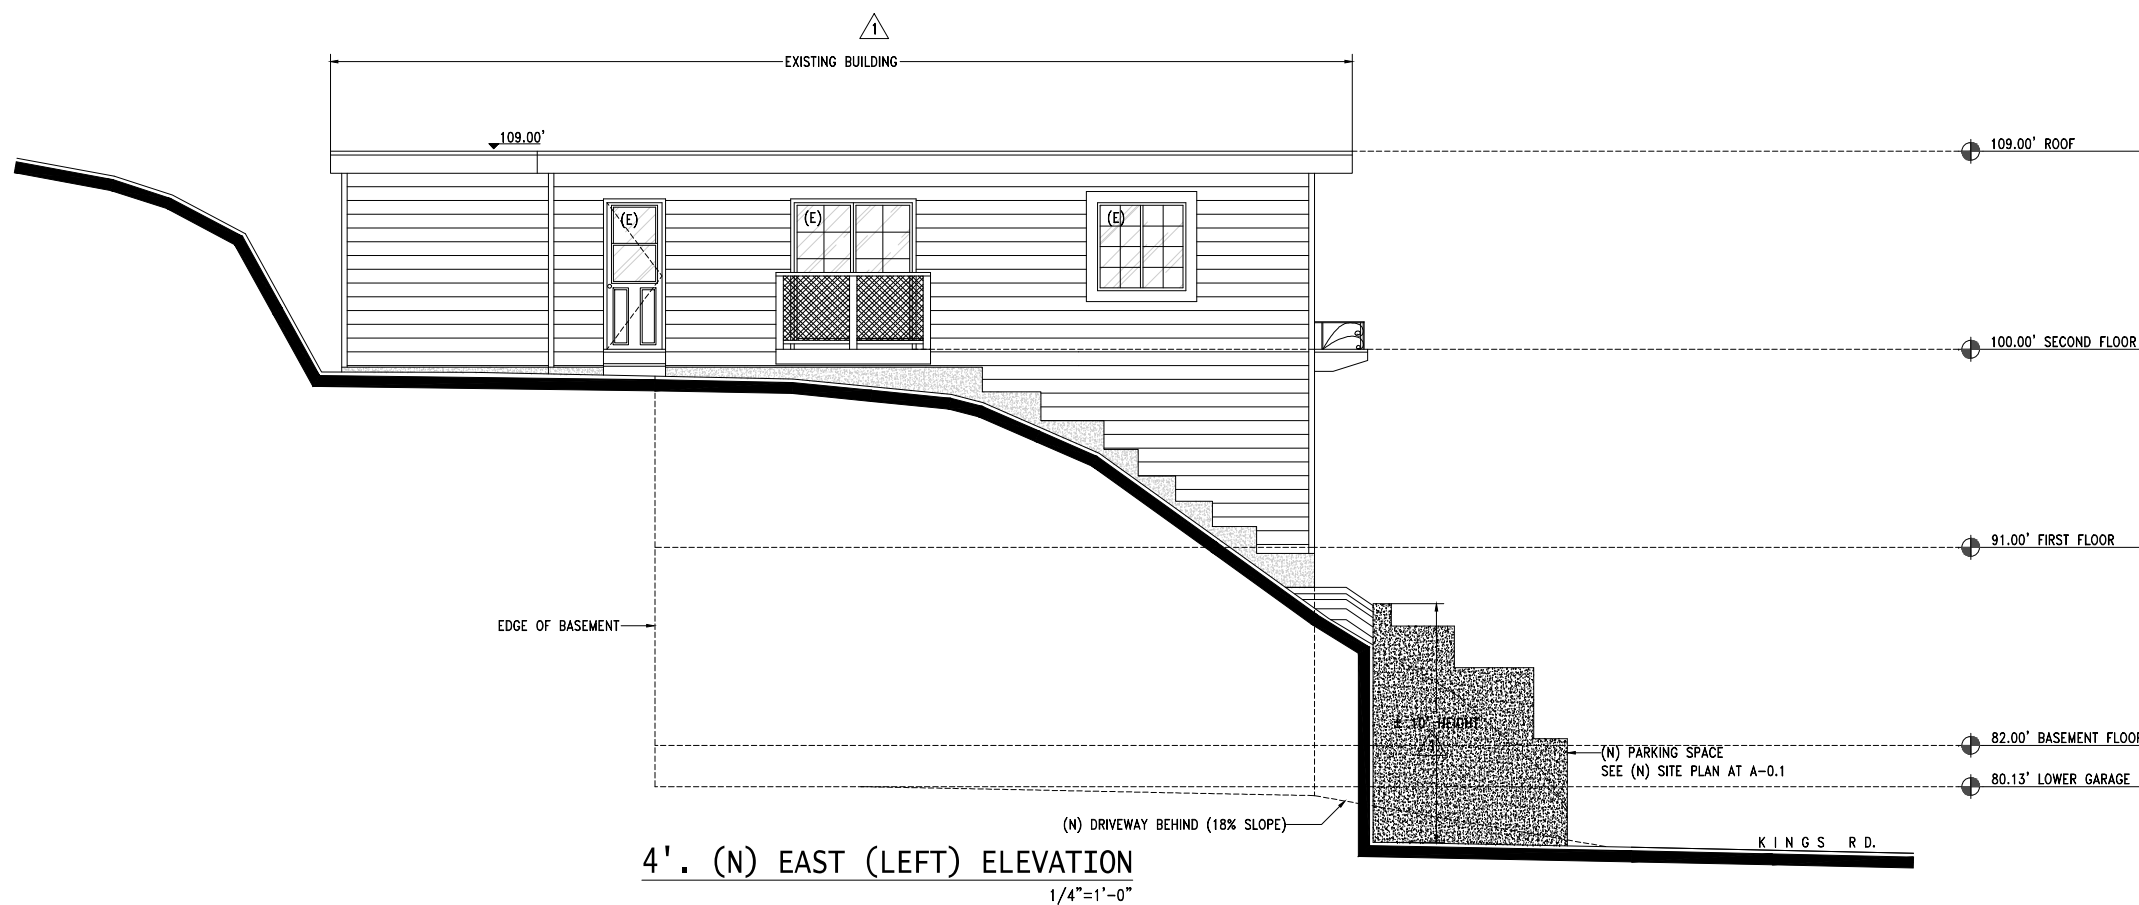 1
EXISTING BUILDING
109.00'
109.00' ROOF
(E)
(E)
(E)
100.00' SECOND FLOOR
91.00' FIRST FLOOR
EDGE OF BASEMENT
10' HEIGHT
82.00' BASEMENT FLOOR
(N) PARKING SPACE
SEE (N) SITE PLAN AT A-0.1
80.13' LOWER GARAGE
(N) DRIVEWAY BEHIND (18% SLOPE)
KINGS RD.
4'. (N) EAST (LEFT) ELEVATION
1/4"=1'-0"